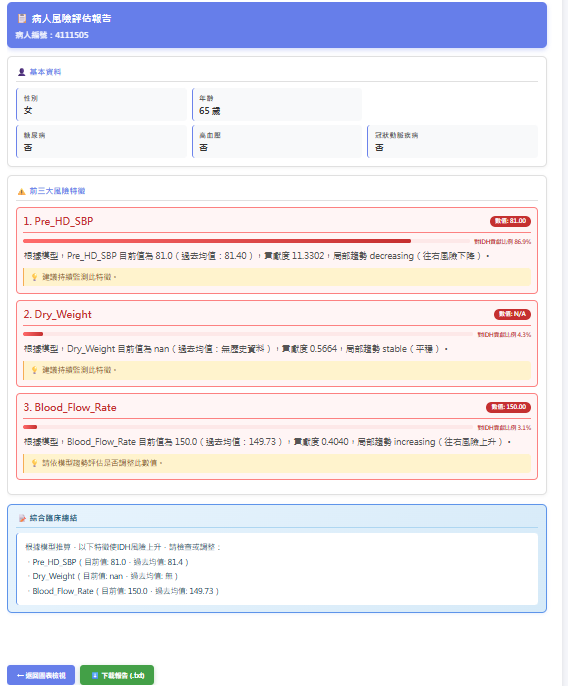 病人風險評估報告
病人編號：4111505
基本資料
性別
女
年齡
65 歲
糖尿病
否
高血壓
否
冠狀動脈疾病
否
前三大風險特徵
1. Pre_HD_SBP
數值: 81.00
對IDH貢獻比例 86.9%
根據模型，Pre_HD_SBP 目前值為 81.0（過去均值：81.40），貢獻度 11.3302，局部趨勢 decreasing（往右風險下降）。
建議持續監測此特徵。
2. Dry_Weight
數值: N/A
對IDH貢獻比例 4.3%
根據模型，Dry_Weight 目前值為 nan（過去均值：無歷史資料），貢獻度 0.5664，局部趨勢 stable（平穩）。
建議持續監測此特徵。
3. Blood_Flow_Rate
數值: 150.00
對IDH貢獻比例 3.1%
根據模型，Blood_Flow_Rate 目前值為 150.0（過去均值：149.73），貢獻度 0.4040，局部趨勢 increasing（往右風險上升）。
請依模型趨勢評估是否調整此數值。
綜合臨床總結
根據模型推算，以下特徵使IDH風險上升，請檢查或調整：
· Pre_HD_SBP（目前值: 81.0，過去均值: 81.4）
· Dry_Weight（目前值: nan，過去均值: 無）
· Blood_Flow_Rate（目前值: 150.0，過去均值: 149.73）
← 返回圖表檢視
下載報告 (.txt)